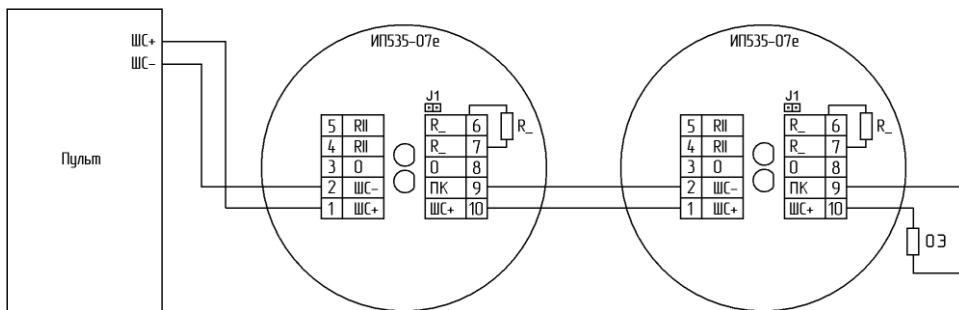 ШС+
ШС-
Пульт
ИП535-07е
J1
5 RII
4 RII
3 0
2 ШС-
1 ШС+
R_ 6
R_ 7
0 8
ПК 9
ШС+ 10
R_
ИП535-07е
J1
5 RII
4 RII
3 0
2 ШС-
1 ШС+
R_ 6
R_ 7
0 8
ПК 9
ШС+ 10
R_
ОЭ